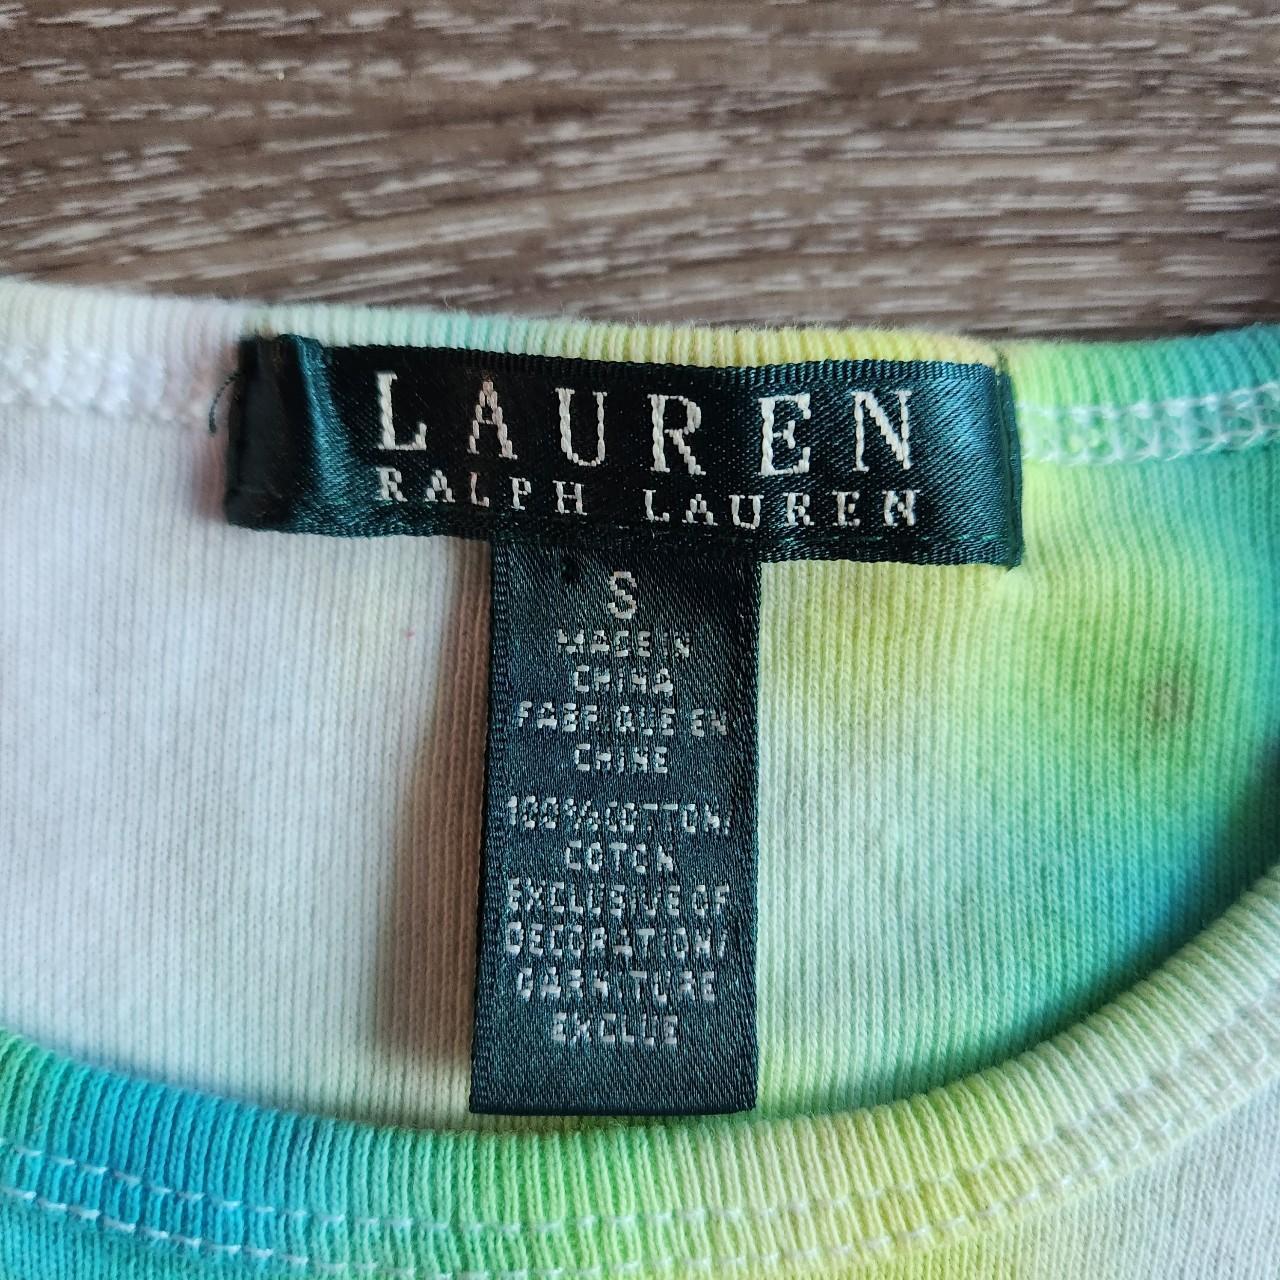 LAUREN
RALPH LAUREN
S
MADE IN
CHINA
FABRIQUE EN
CHINE
100% COTTON/
COTON
EXCLUSIVE OF
DECORATION/
GARNITURE
EXCLUE